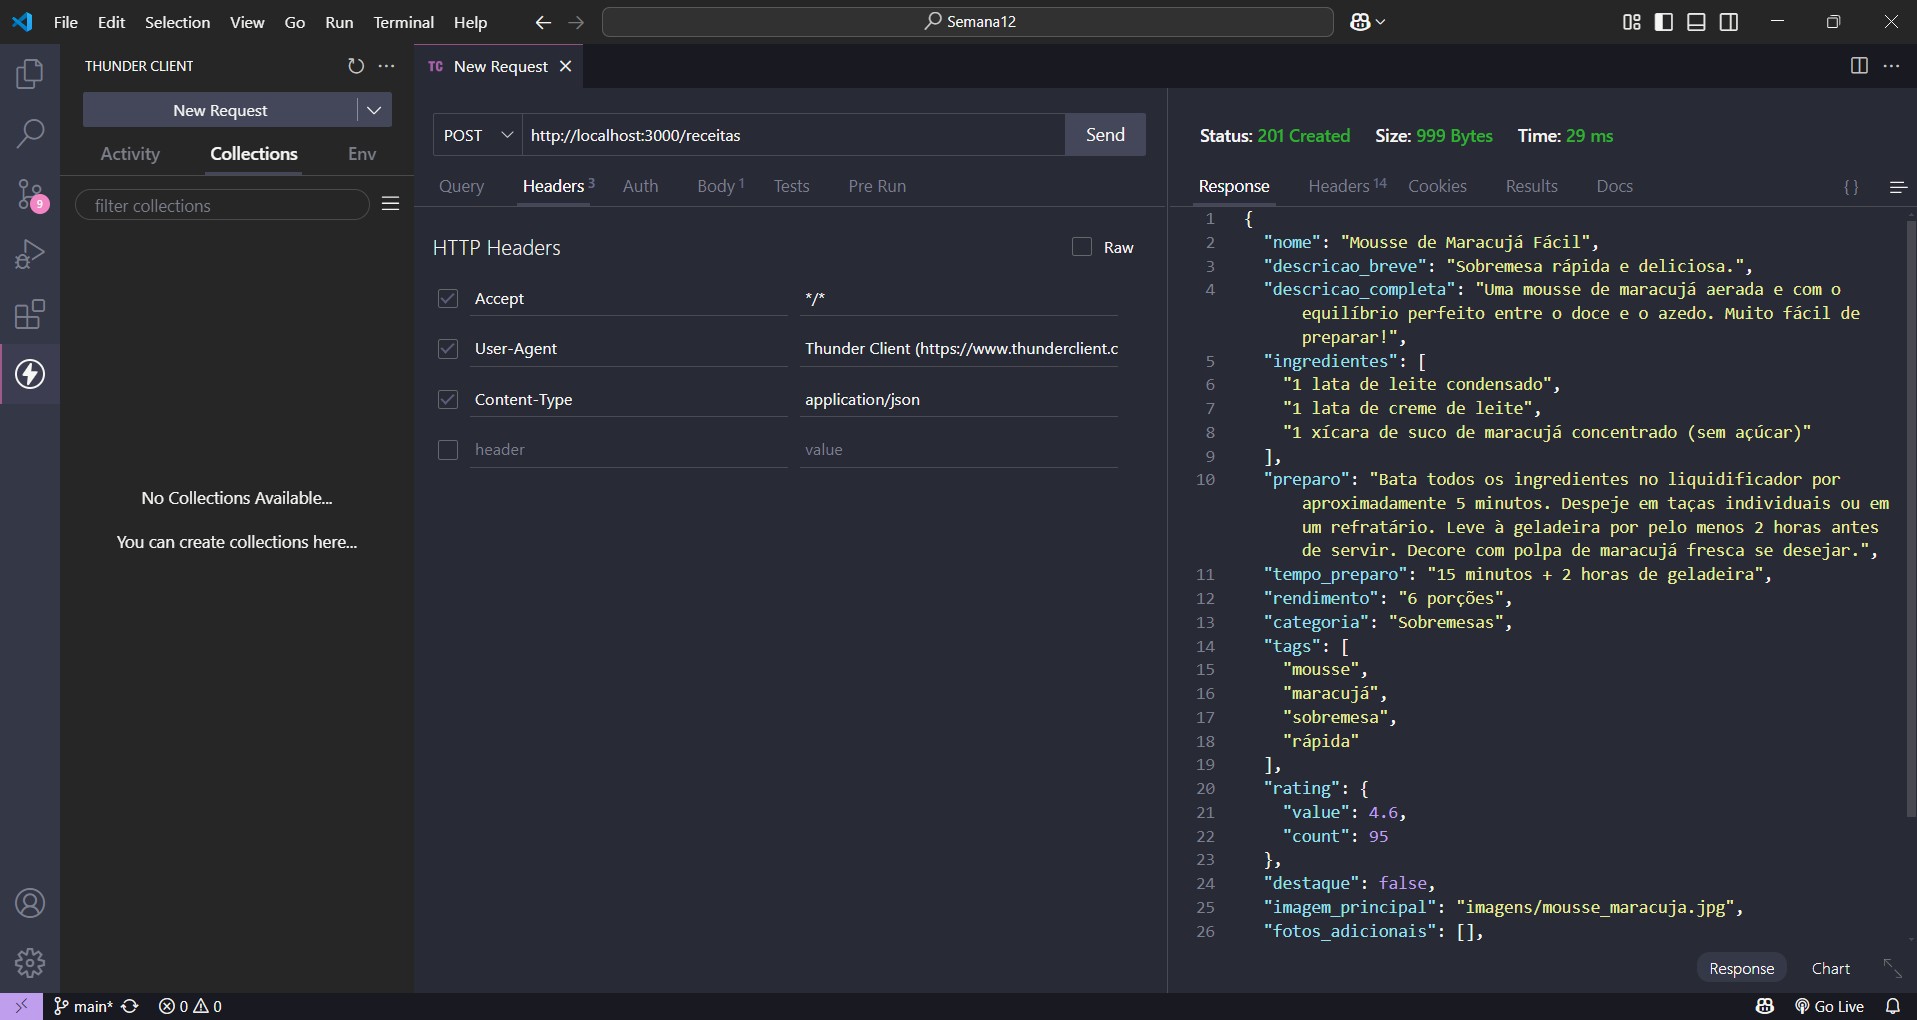 File Edit Selection View Go Run Terminal Help
Semana12
THUNDER CLIENT
New Request
Activity Collections Env
filter collections
No Collections Available...
You can create collections here...
9
TC New Request
POST http://localhost:3000/receitas Send
Query Headers 3 Auth Body 1 Tests Pre Run
HTTP Headers Raw
Accept */*
User-Agent Thunder Client (https://www.thunderclient.c
Content-Type application/json
header value
Status: 201 Created Size: 999 Bytes Time: 29 ms
Response Headers 14 Cookies Results Docs { }
1 {
2 "nome": "Mousse de Maracujá Fácil",
3 "descricao_breve": "Sobremesa rápida e deliciosa.",
4 "descricao_completa": "Uma mousse de maracujá aerada e com o
equilíbrio perfeito entre o doce e o azedo. Muito fácil de
preparar!",
5 "ingredientes": [
6 "1 lata de leite condensado",
7 "1 lata de creme de leite",
8 "1 xícara de suco de maracujá concentrado (sem açúcar)"
9 ],
10 "preparo": "Bata todos os ingredientes no liquidificador por
aproximadamente 5 minutos. Despeje em taças individuais ou em
um refratário. Leve à geladeira por pelo menos 2 horas antes
de servir. Decore com polpa de maracujá fresca se desejar.",
11 "tempo_preparo": "15 minutos + 2 horas de geladeira",
12 "rendimento": "6 porções",
13 "categoria": "Sobremesas",
14 "tags": [
15 "mousse",
16 "maracujá",
17 "sobremesa",
18 "rápida"
19 ],
20 "rating": {
21 "value": 4.6,
22 "count": 95
23 },
24 "destaque": false,
25 "imagem_principal": "imagens/mousse_maracuja.jpg",
26 "fotos_adicionais": [],
Response Chart
main* 0 0 Go Live